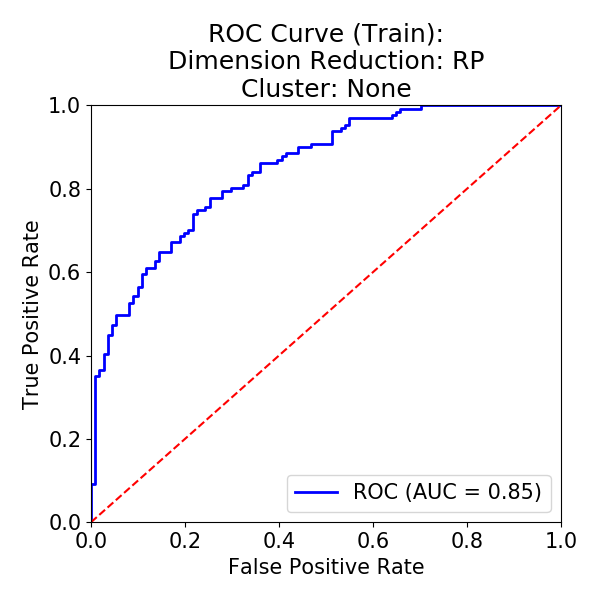 ROC Curve (Train):
Dimension Reduction: RP
Cluster: None
1.0
0.8
0.6
0.4
0.2
0.0
True Positive Rate
ROC (AUC = 0.85)
0.0 0.2 0.4 0.6 0.8 1.0
False Positive Rate